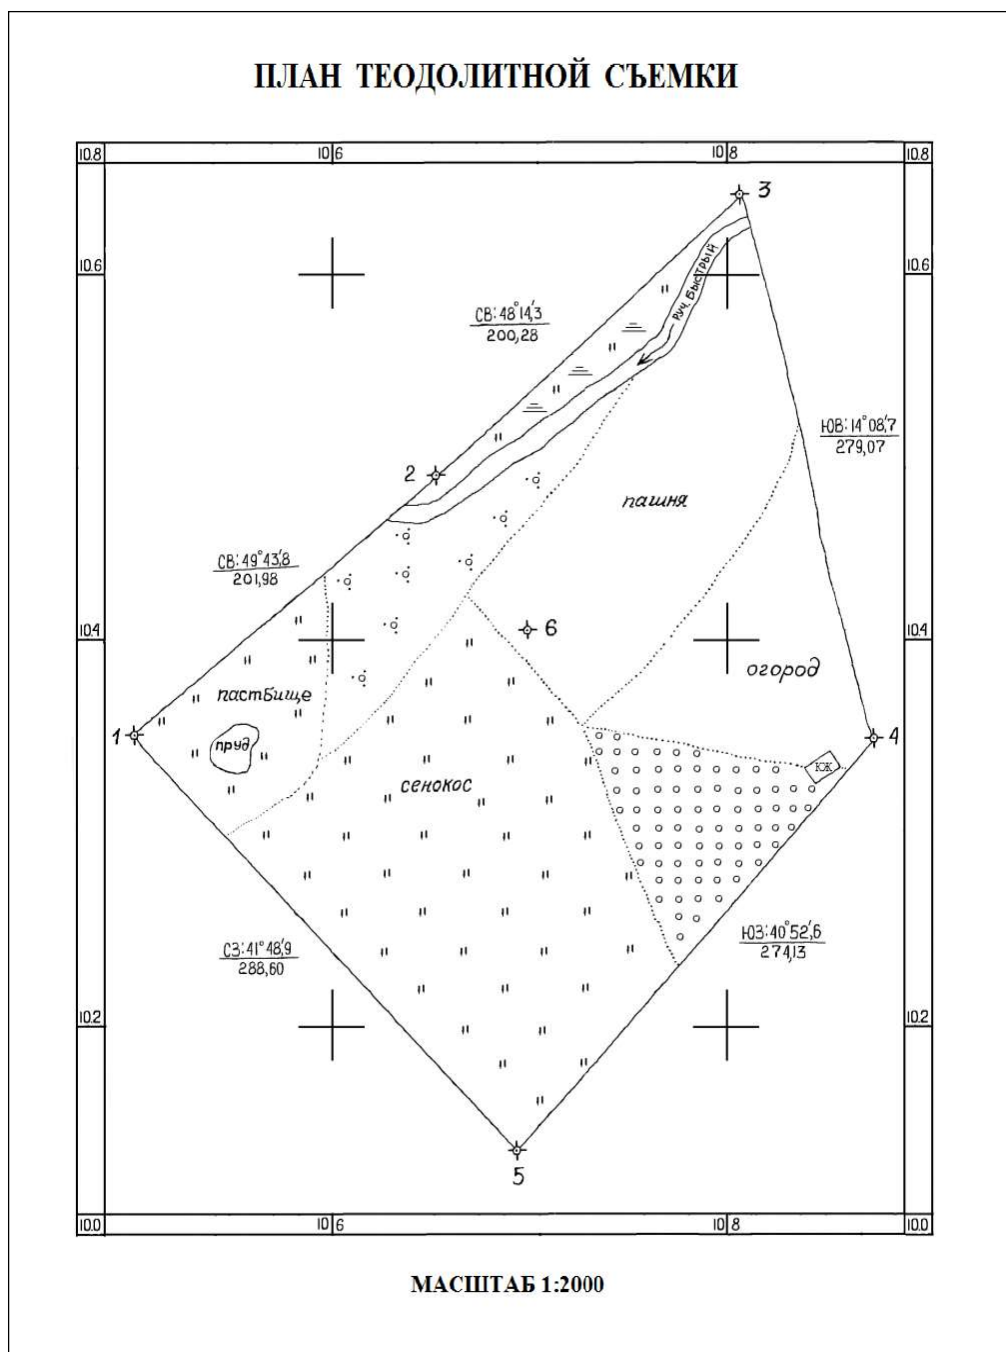 ПЛАН ТЕОДОЛИТНОЙ СЪЕМКИ
10.8 10|6 10|8 10.8
3
10.6 10.6
руч. Быстрый
СВ:48°14,′3
200,28
ЮВ:14°08,′7
279,07
2
пашня
СВ:49°43,′8
201,98
10.4 10.4
6
огород
пастбище
1 4
пруд
КЖ
сенокос
СЗ:41°48,′9
288,60
ЮЗ:40°52,′6
274,13
10.2 10.2
5
10.0 10|6 10|8 10.0
МАСШТАБ 1:2000